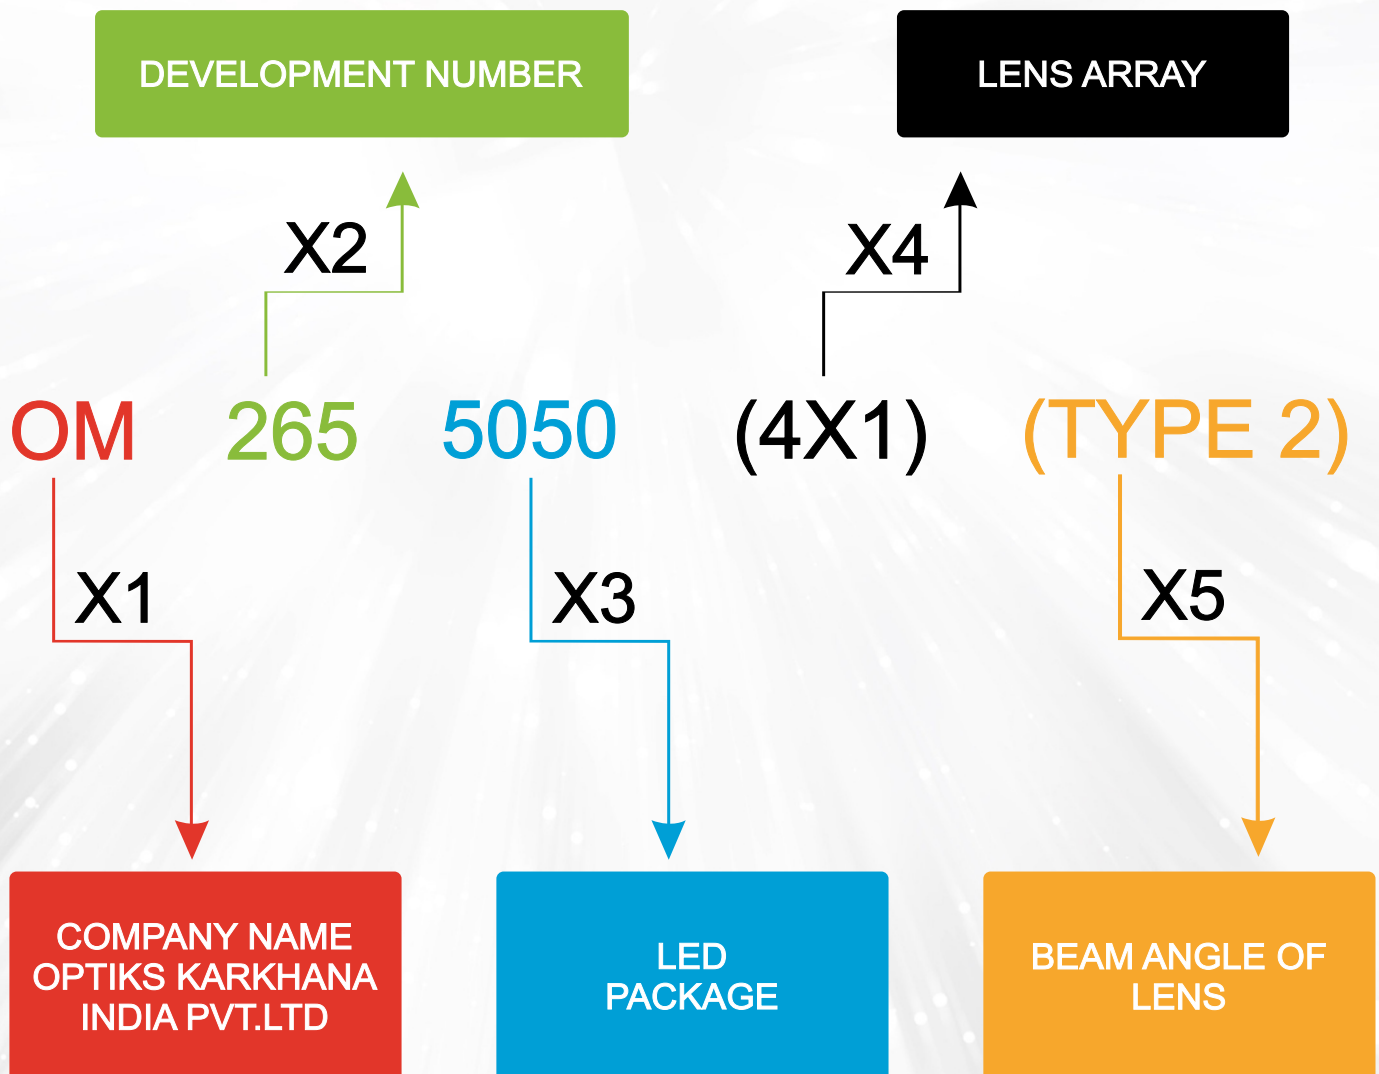 DEVELOPMENT NUMBER
LENS ARRAY
X2
X4
OM 265 5050 (4X1) (TYPE 2)
X1
X3
X5
COMPANY NAME
OPTIKS KARKHANA
INDIA PVT.LTD
LED
PACKAGE
BEAM ANGLE OF
LENS